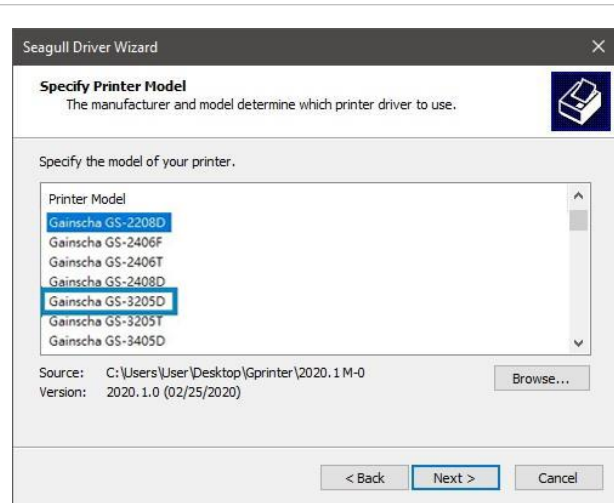 Seagull Driver Wizard
Specify Printer Model
The manufacturer and model determine which printer driver to use.
Specify the model of your printer.
Printer Model
Gainscha GS-2208D
Gainscha GS-2406F
Gainscha GS-2406T
Gainscha GS-2408D
Gainscha GS-3205D
Gainscha GS-3205T
Gainscha GS-3405D
Source: C:\Users\User\Desktop\Gprinter\2020.1 M-0
Browse...
Version: 2020.1.0 (02/25/2020)
< Back Next > Cancel